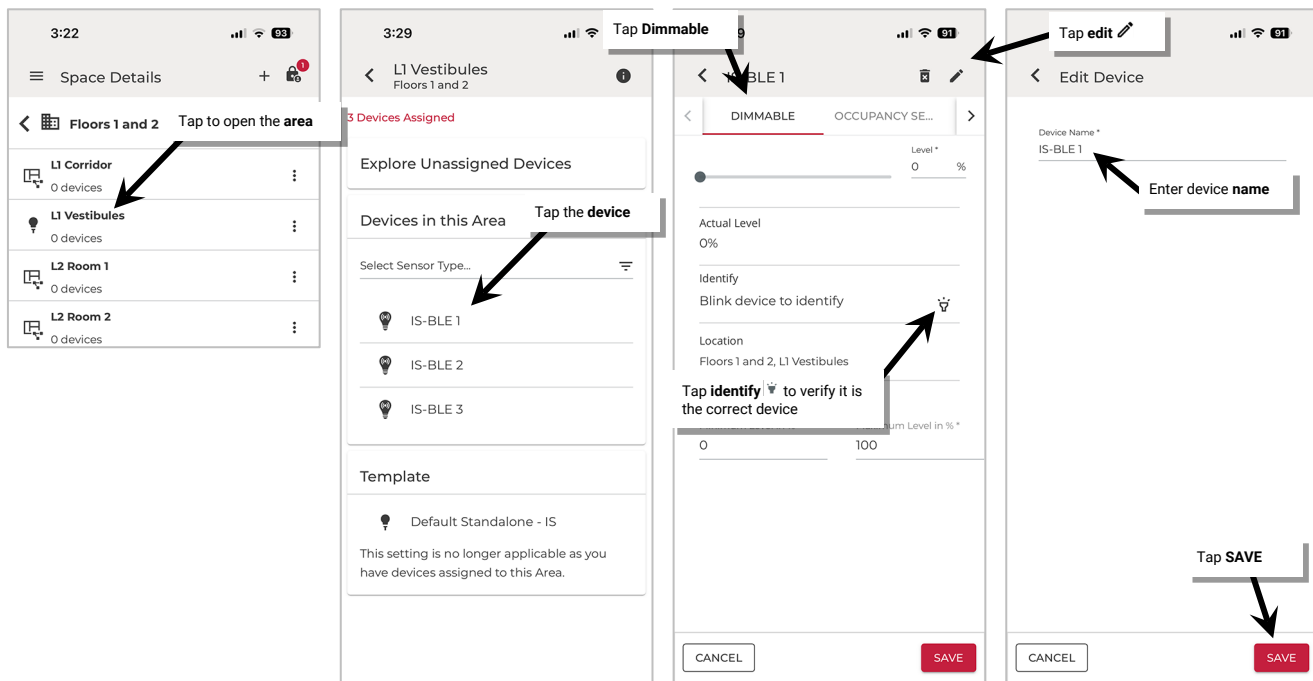 3:22
93
Space Details
1
Floors 1 and 2
Tap to open the area
L1 Corridor
0 devices
L1 Vestibules
0 devices
L2 Room 1
0 devices
L2 Room 2
0 devices
3:29
L1 Vestibules
Floors 1 and 2
3 Devices Assigned
Explore Unassigned Devices
Devices in this Area
Tap the device
Select Sensor Type...
IS-BLE 1
IS-BLE 2
IS-BLE 3
Template
Default Standalone - IS
This setting is no longer applicable as you
have devices assigned to this Area.
Tap Dimmable
9
91
IS-BLE 1
DIMMABLE
OCCUPANCY SE...
Level *
0 %
Actual Level
0%
Identify
Blink device to identify
Location
Floors 1 and 2, L1 Vestibules
Tap identify to verify it is
the correct device
Level in % *
0
100
CANCEL
SAVE
Tap edit
91
Edit Device
Device Name *
IS-BLE 1
Enter device name
Tap SAVE
CANCEL
SAVE